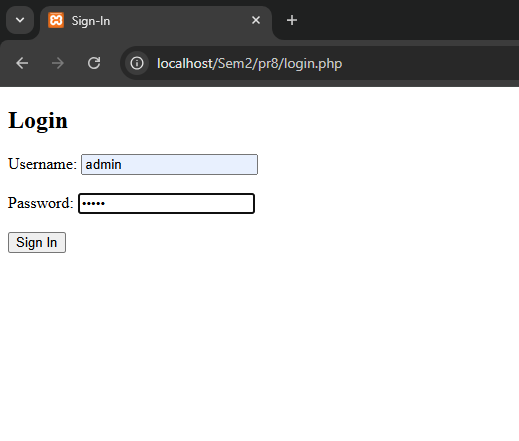 Sign-In
localhost/Sem2/pr8/login.php
Login
Username: admin
Password: •••••
Sign In